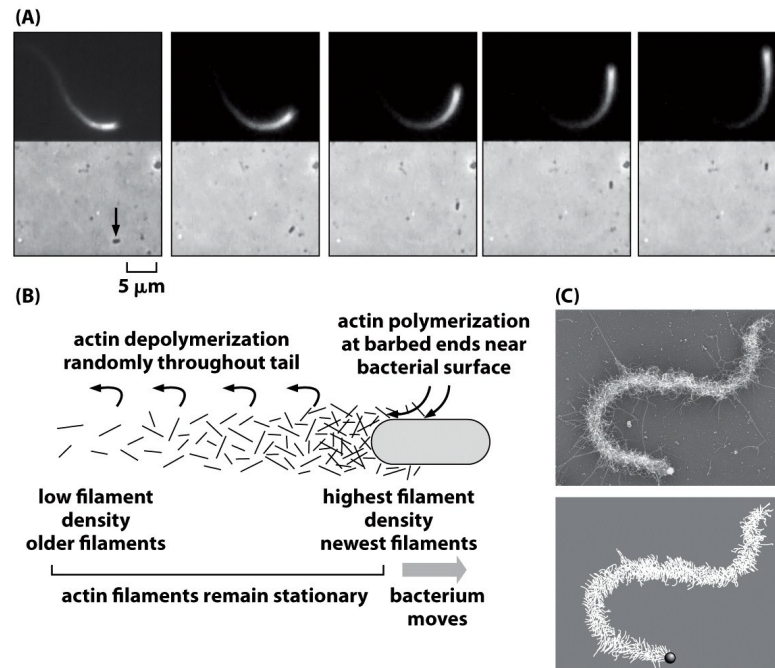 (A)
5 μm
(B)
actin depolymerization
randomly throughout tail
actin polymerization
at barbed ends near
bacterial surface
low filament
density
older filaments
highest filament
density
newest filaments
actin filaments remain stationary
bacterium
moves
(C)